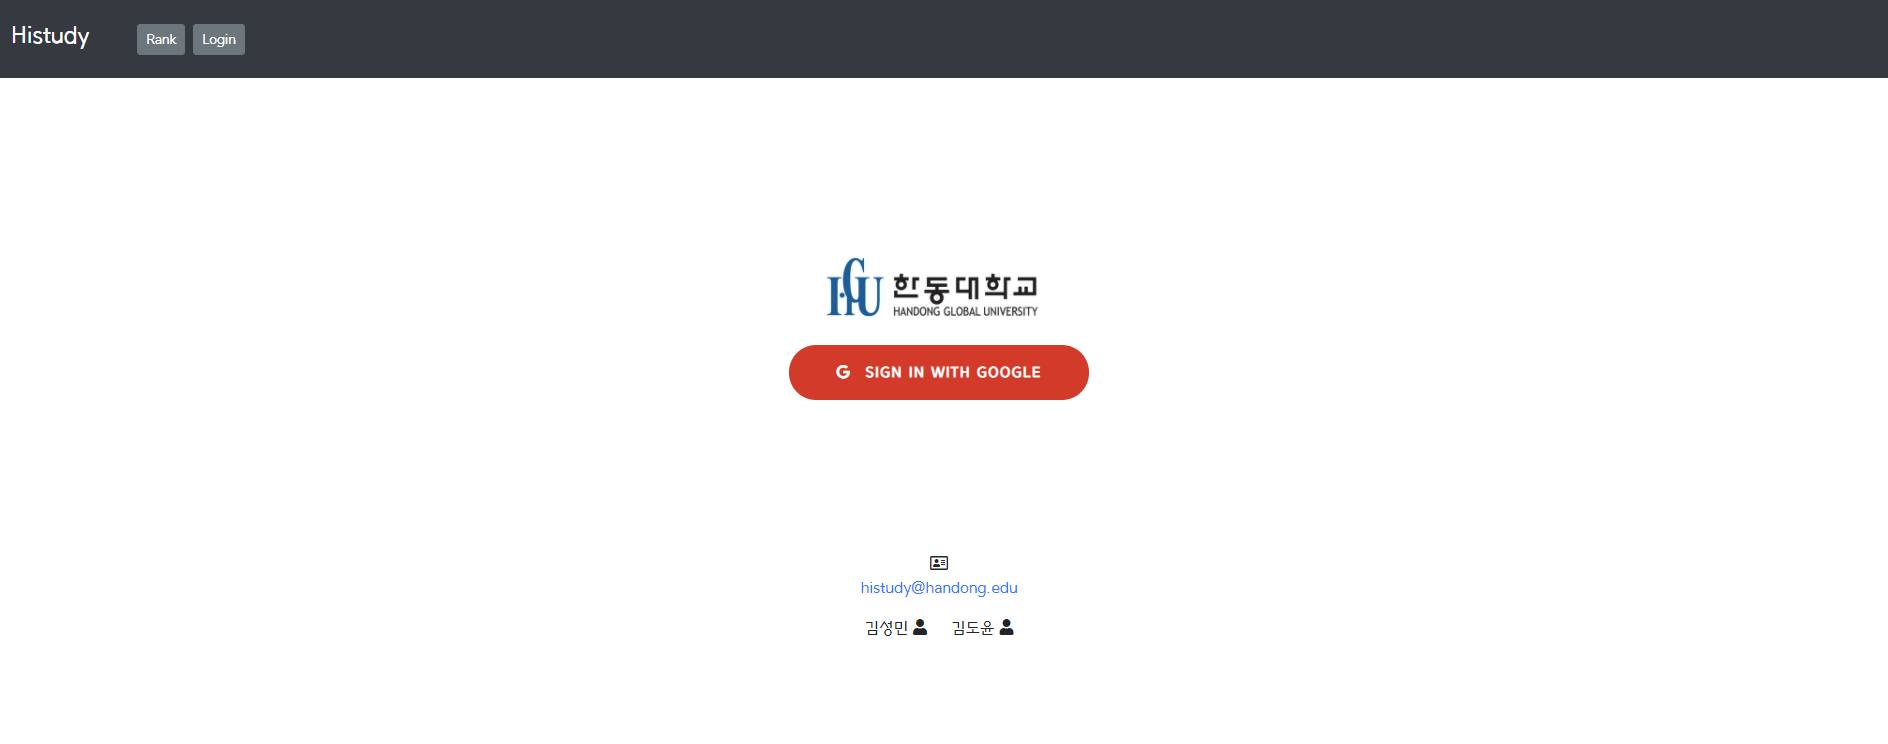 Histudy Rank Login
HGU 한동대학교
HANDONG GLOBAL UNIVERSITY
G SIGN IN WITH GOOGLE
histudy@handong.edu
김성민 김도윤